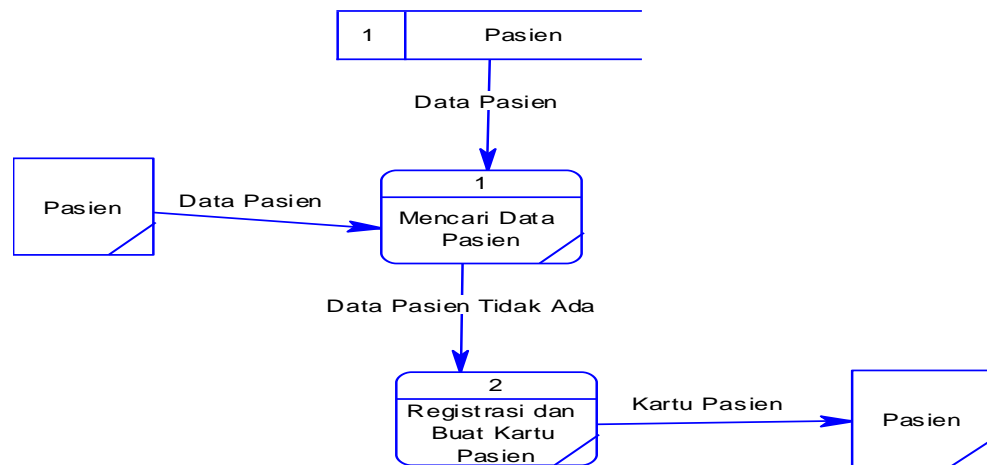 1 Pasien
Data Pasien
1
Pasien
Data Pasien
Mencari Data
Pasien
Data Pasien Tidak Ada
2
Registrasi dan
Buat Kartu
Pasien
Kartu Pasien
Pasien